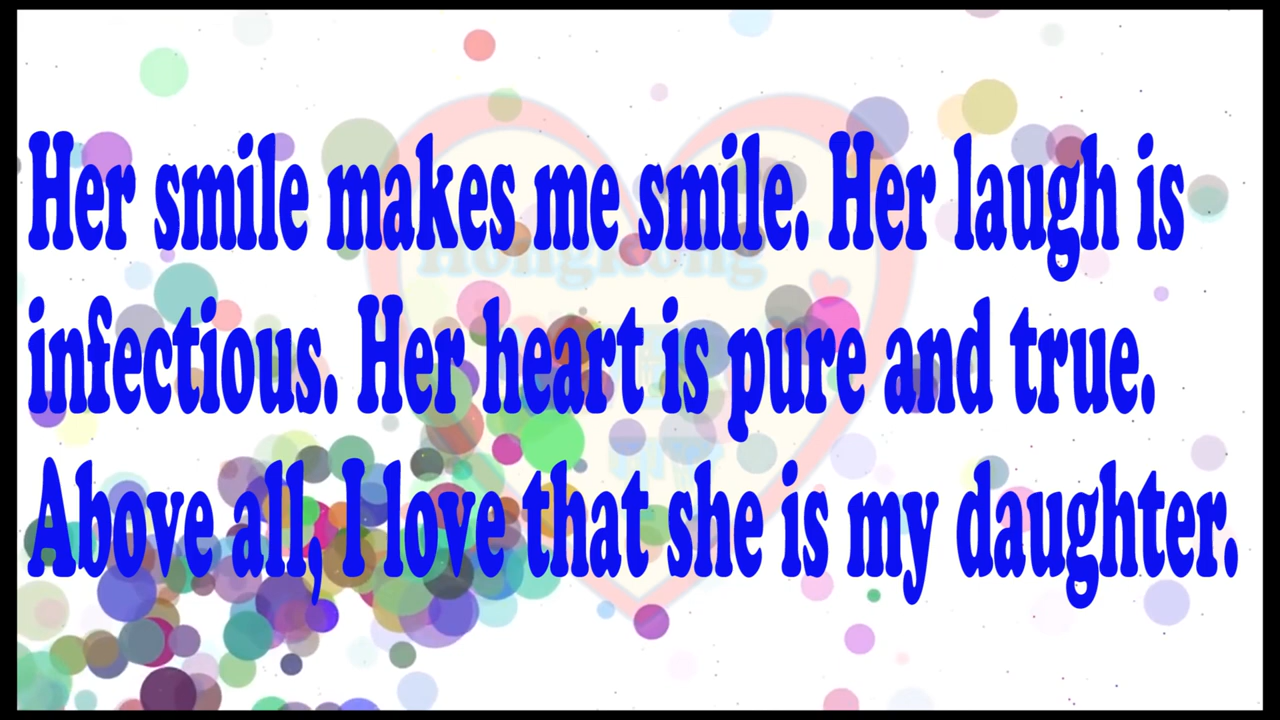 Her smile makes me smile. Her laugh is
infectious. Her heart is pure and true.
Above all, I love that she is my daughter.
HongKong